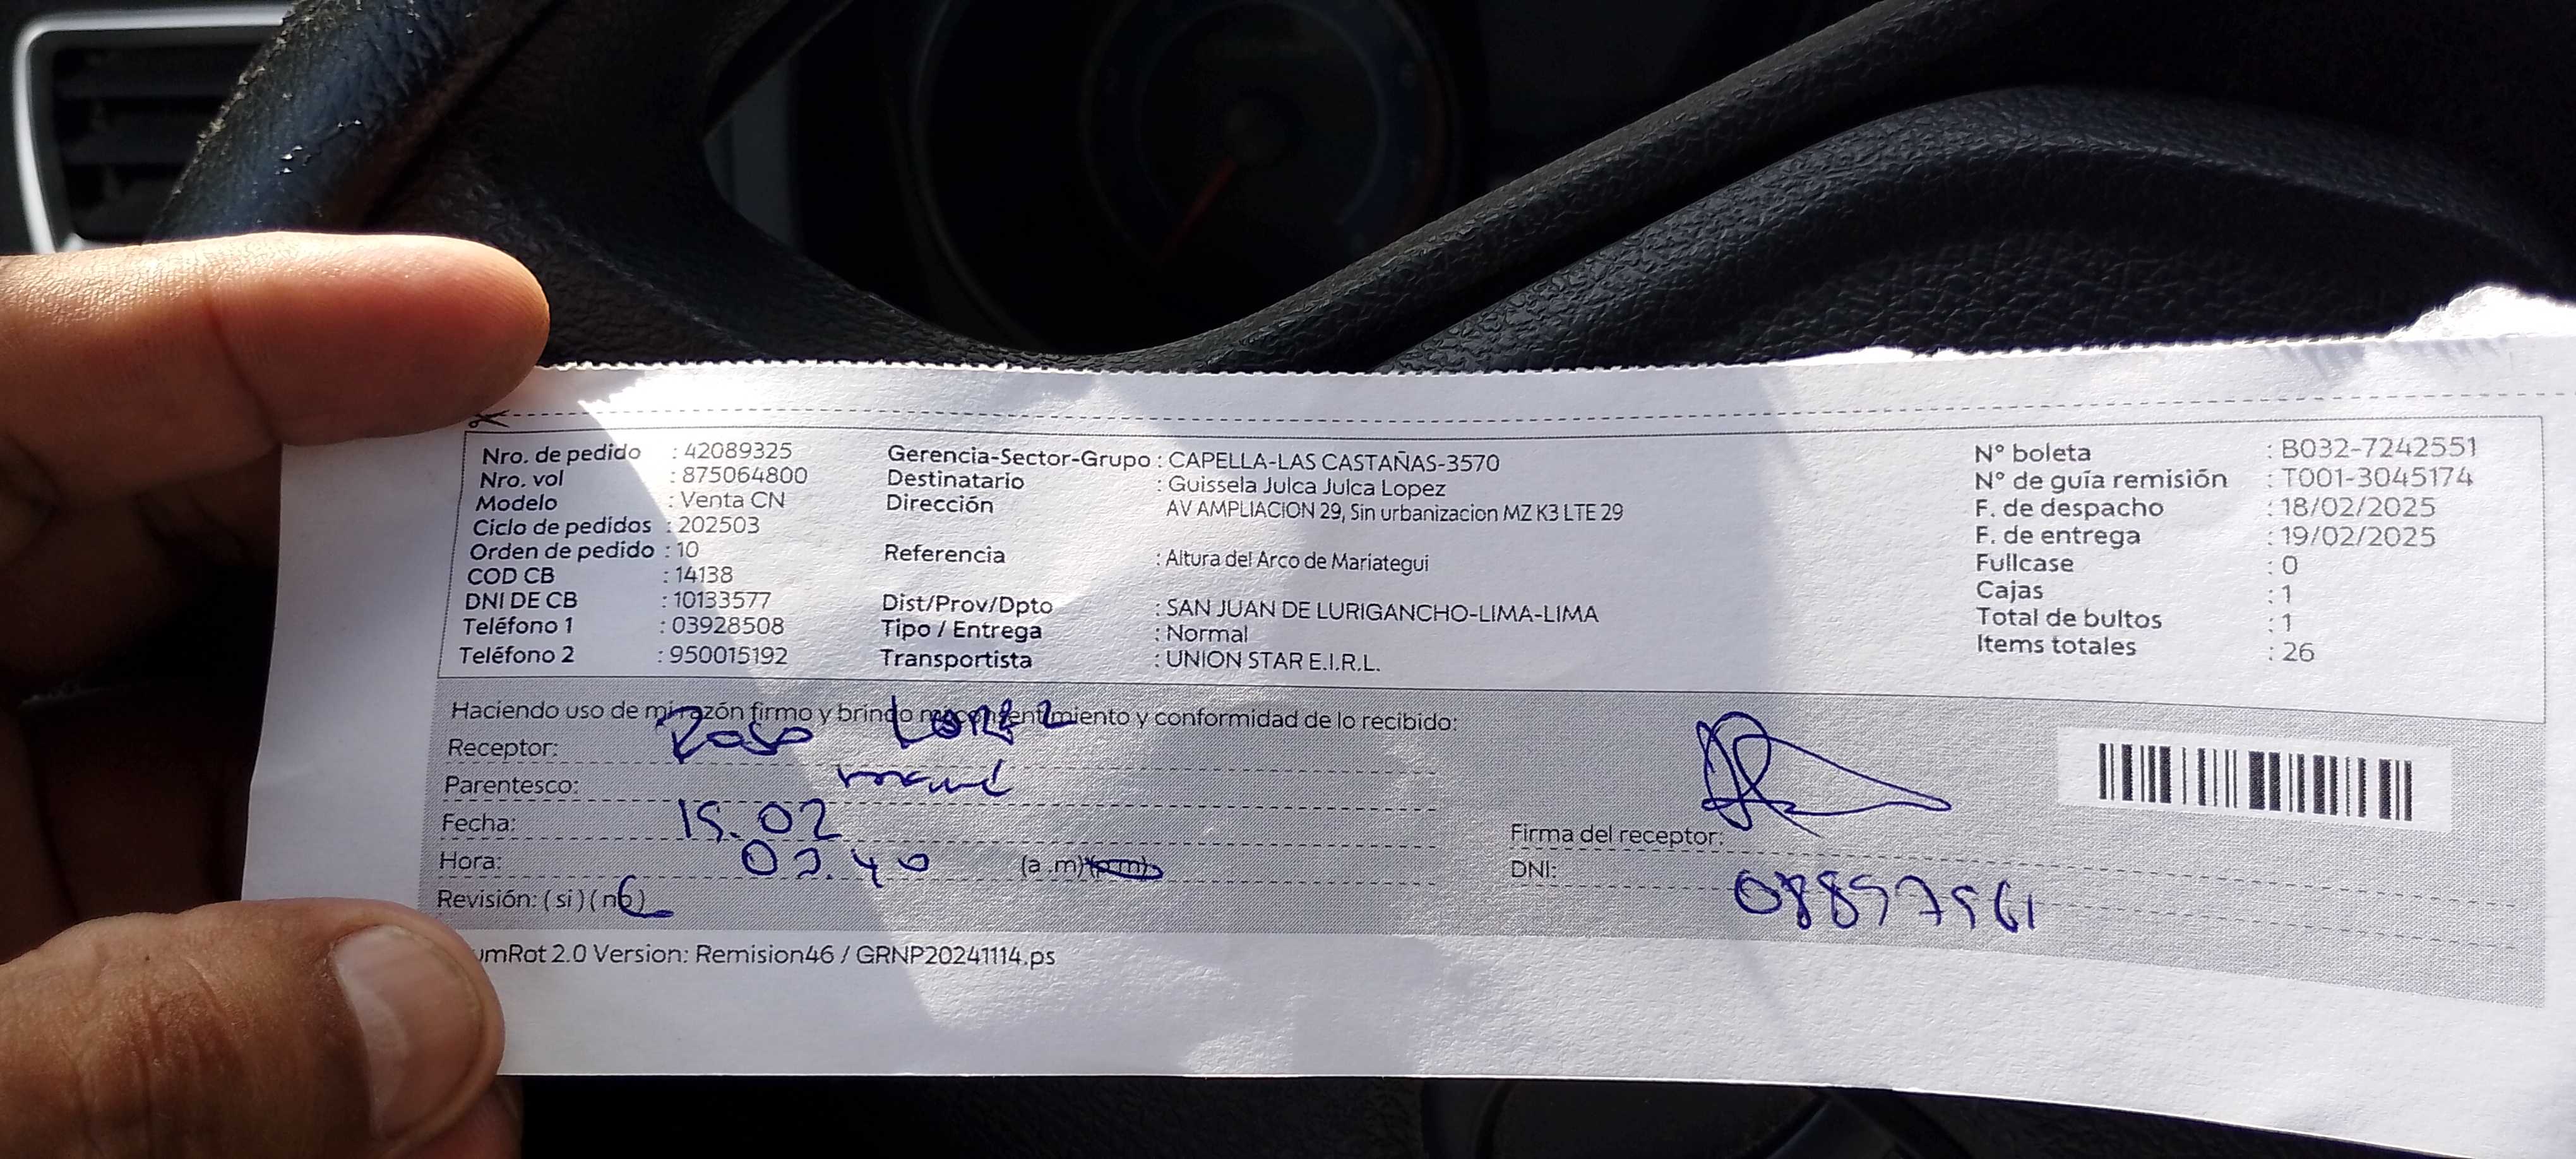 Nro. de pedido : 42089325
Nro. vol : 875064800
Modelo : Venta CN
Ciclo de pedidos : 202503
Orden de pedido : 10
COD CB : 14138
DNI DE CB : 10133577
Teléfono 1 : 03928508
Teléfono 2 : 950015192
Gerencia-Sector-Grupo : CAPELLA-LAS CASTAÑAS-3570
Destinatario : Guissela Julca Julca Lopez
Dirección AV AMPLIACION 29, Sin urbanizacion MZ K3 LTE 29
Referencia : Altura del Arco de Mariategui
Dist/Prov/Dpto : SAN JUAN DE LURIGANCHO-LIMA-LIMA
Tipo / Entrega : Normal
Transportista : UNION STAR E.I.R.L.
Nº boleta : B032-7242551
Nº de guía remisión : T001-3045174
F. de despacho : 18/02/2025
F. de entrega : 19/02/2025
Fullcase : 0
Cajas : 1
Total de bultos : 1
Items totales : 26
Haciendo uso de mi razón firmo y brindo mi consentimiento y conformidad de lo recibido:
Receptor: Rosa Lopez
Parentesco:
Fecha: 19.02
Hora: (a.m)(p.m)
Revisión: (si) (no)
Firma del receptor:
DNI:
umRot 2.0 Version: Remision46 / GRNP20241114.ps